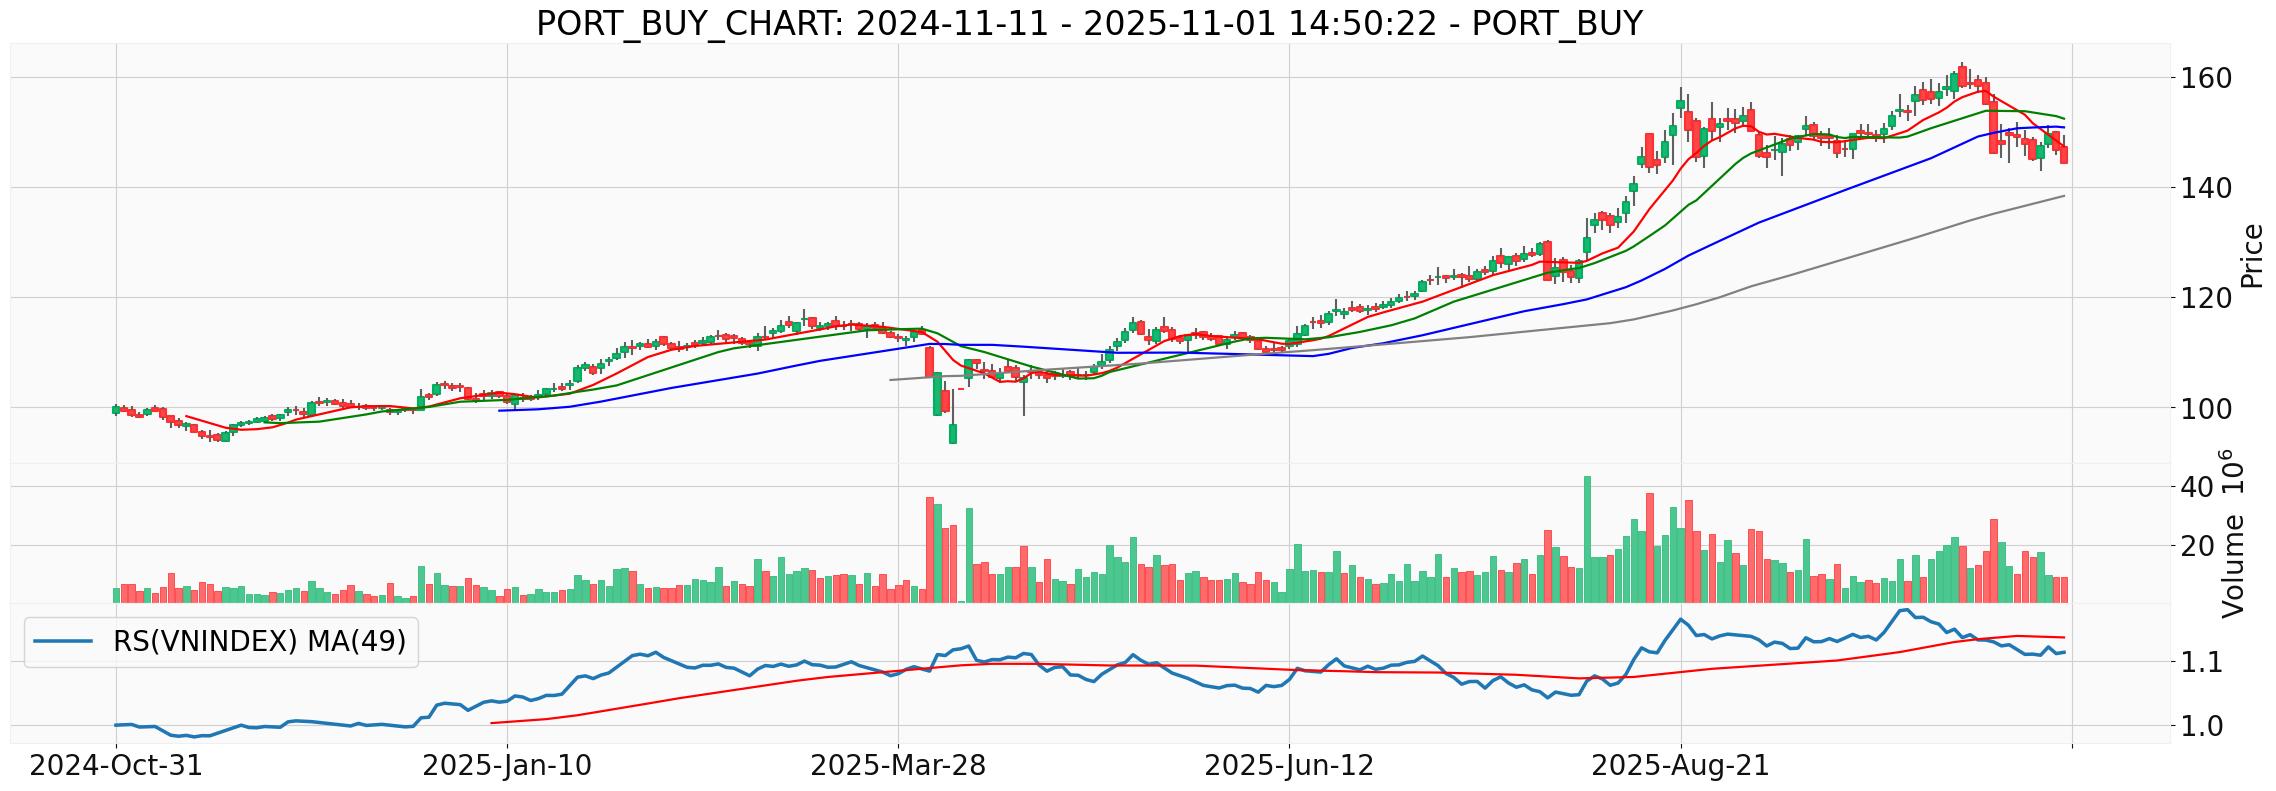 PORT_BUY_CHART: 2024-11-11 - 2025-11-01 14:50:22 - PORT_BUY
160
140
120
100
Price
40
20
Volume 10^6
RS(VNINDEX) MA(49)
1.1
1.0
2024-Oct-31
2025-Jan-10
2025-Mar-28
2025-Jun-12
2025-Aug-21